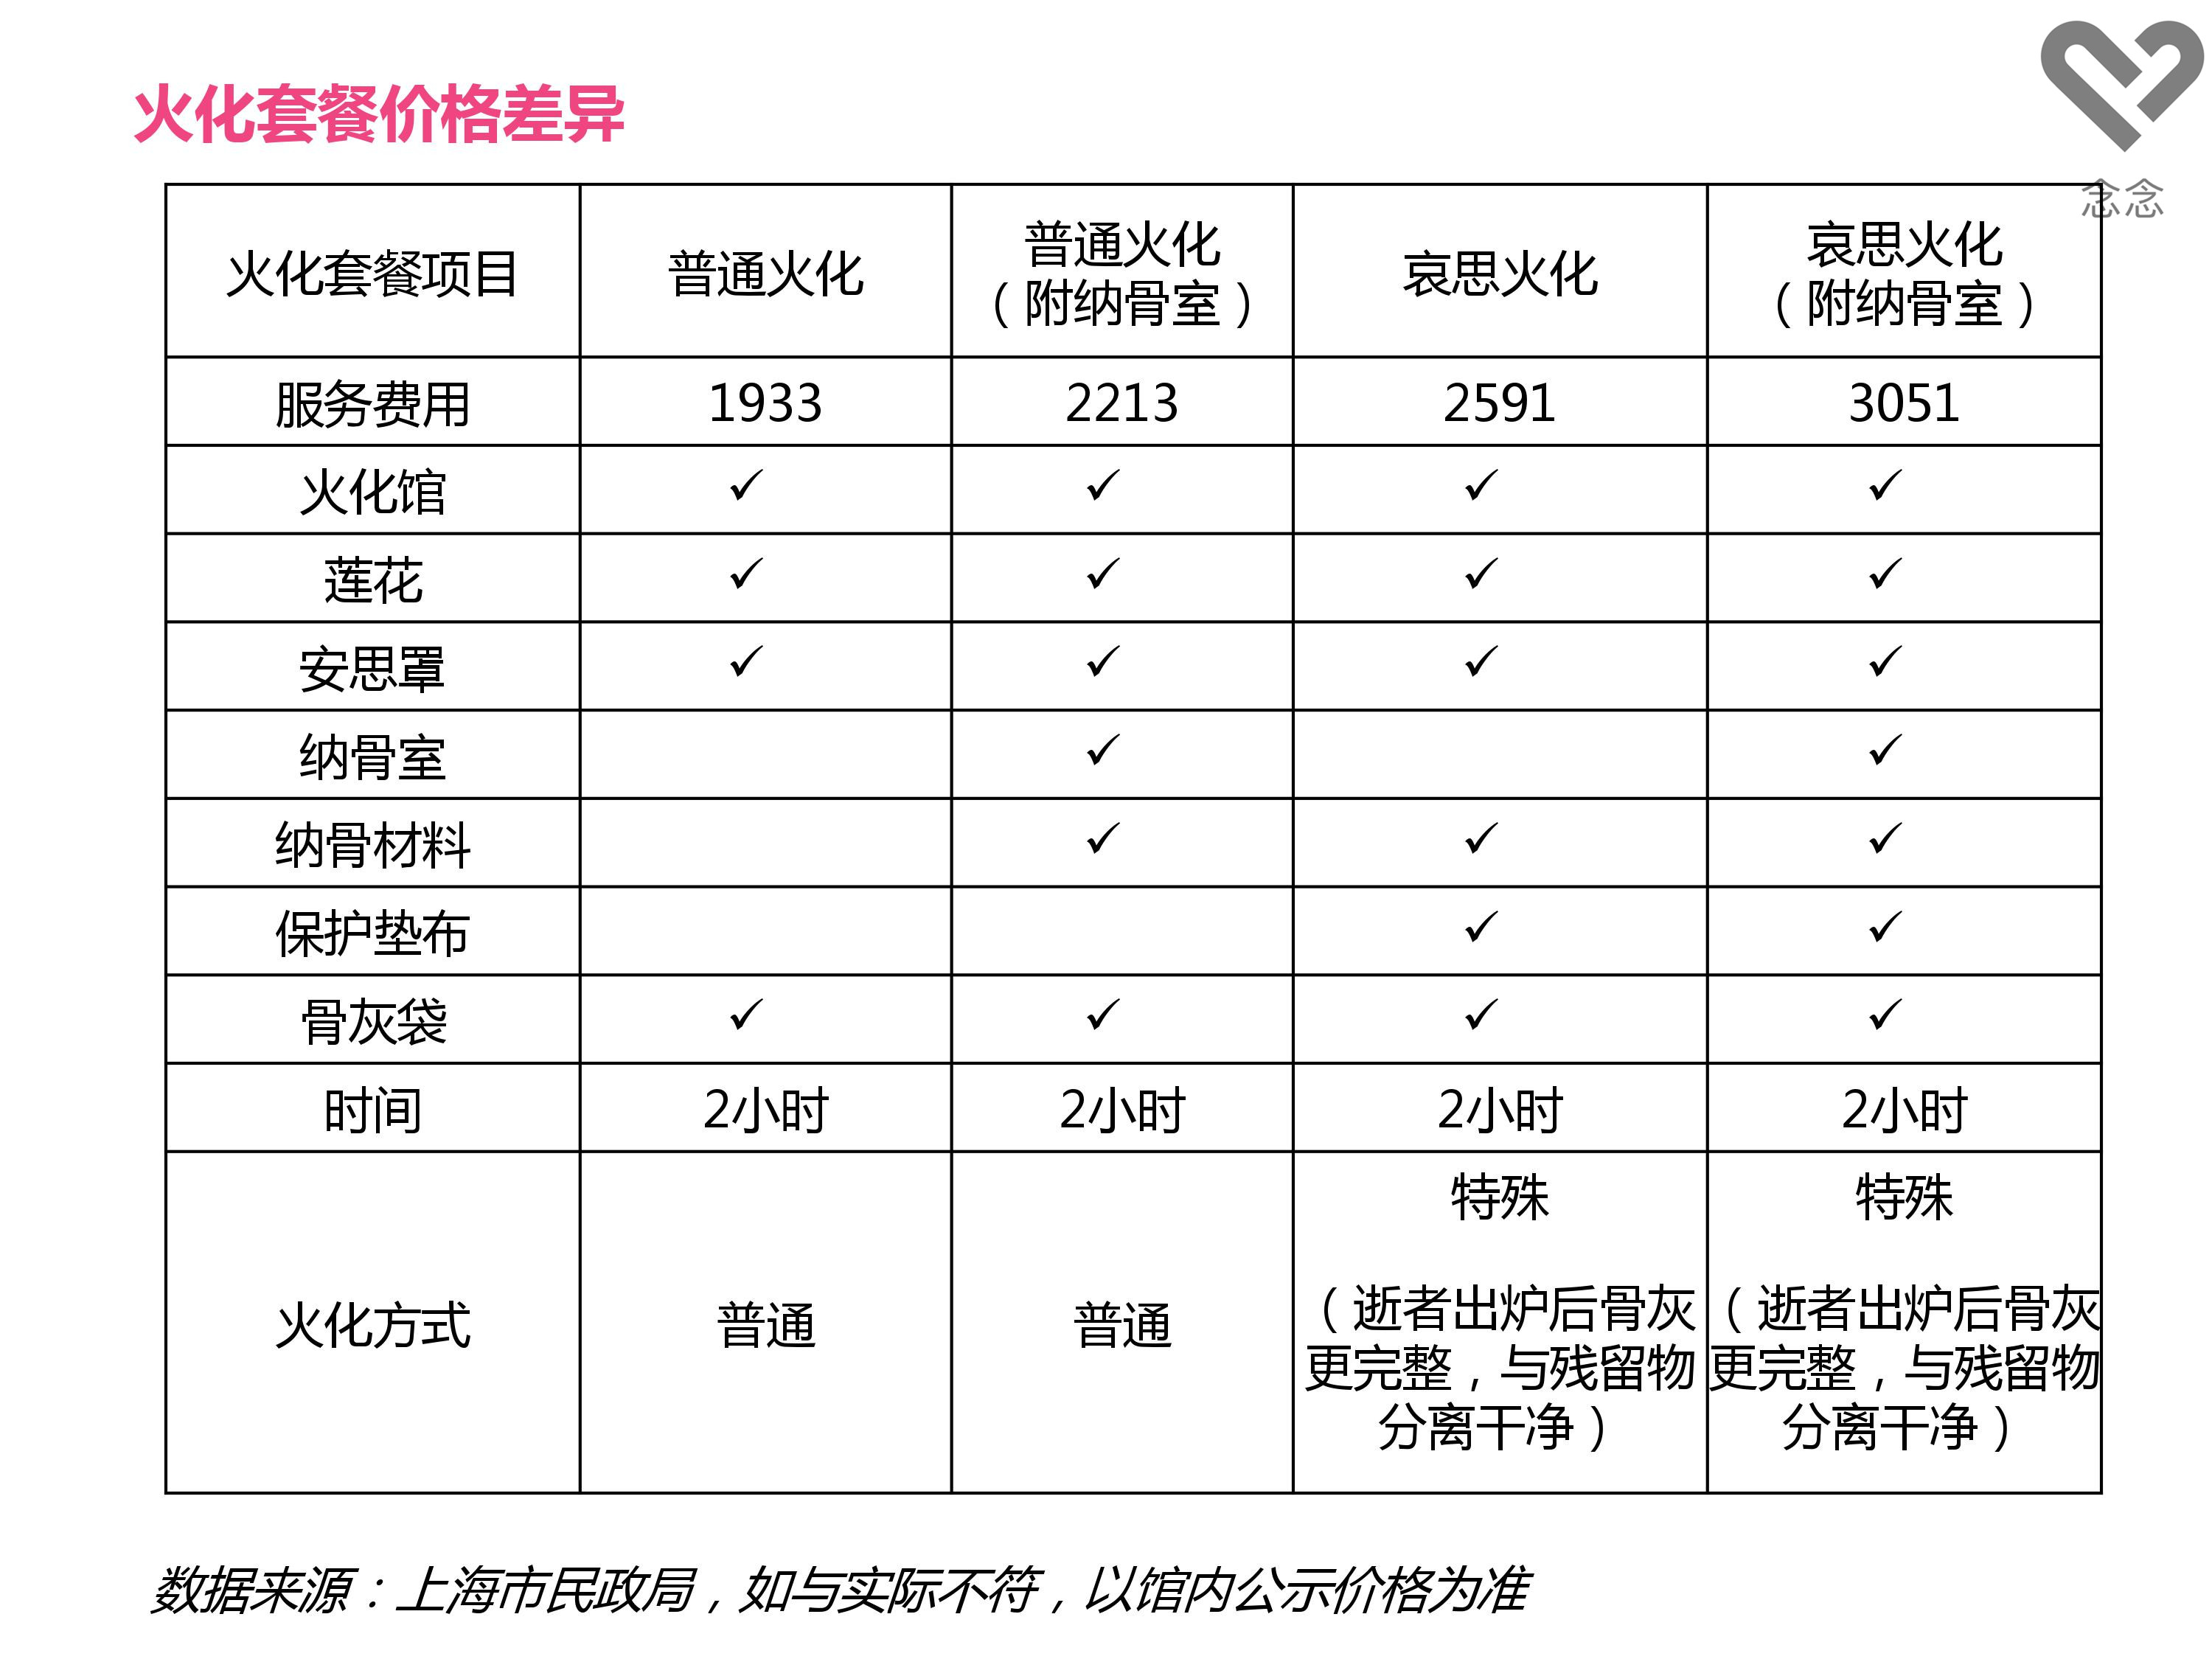 火化套餐价格差异
念念
火化套餐项目 普通火化 普通火化（附纳骨室） 哀思火化 哀思火化（附纳骨室）
服务费用 1933 2213 2591 3051
火化馆 ✓ ✓ ✓ ✓
莲花 ✓ ✓ ✓ ✓
安思罩 ✓ ✓ ✓ ✓
纳骨室 ✓ ✓
纳骨材料 ✓ ✓ ✓
保护垫布 ✓ ✓
骨灰袋 ✓ ✓ ✓ ✓
时间 2小时 2小时 2小时 2小时
火化方式 普通 普通 特殊（逝者出炉后骨灰更完整，与残留物分离干净） 特殊（逝者出炉后骨灰更完整，与残留物分离干净）
数据来源：上海市民政局，如与实际不符，以馆内公示价格为准